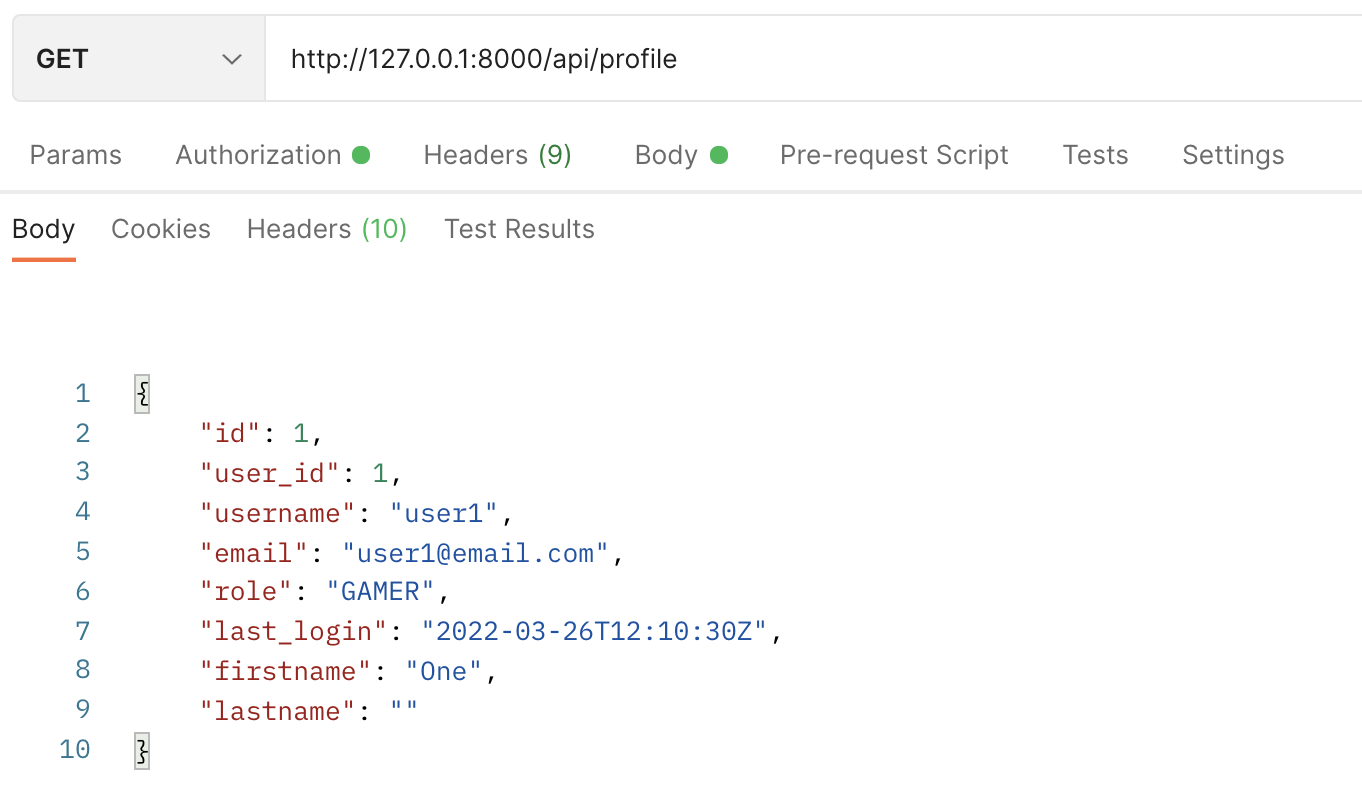 GET http://127.0.0.1:8000/api/profile
Params Authorization Headers (9) Body Pre-request Script Tests Settings
Body Cookies Headers (10) Test Results
1 {
2 "id": 1,
3 "user_id": 1,
4 "username": "user1",
5 "email": "user1@email.com",
6 "role": "GAMER",
7 "last_login": "2022-03-26T12:10:30Z",
8 "firstname": "One",
9 "lastname": ""
10 }